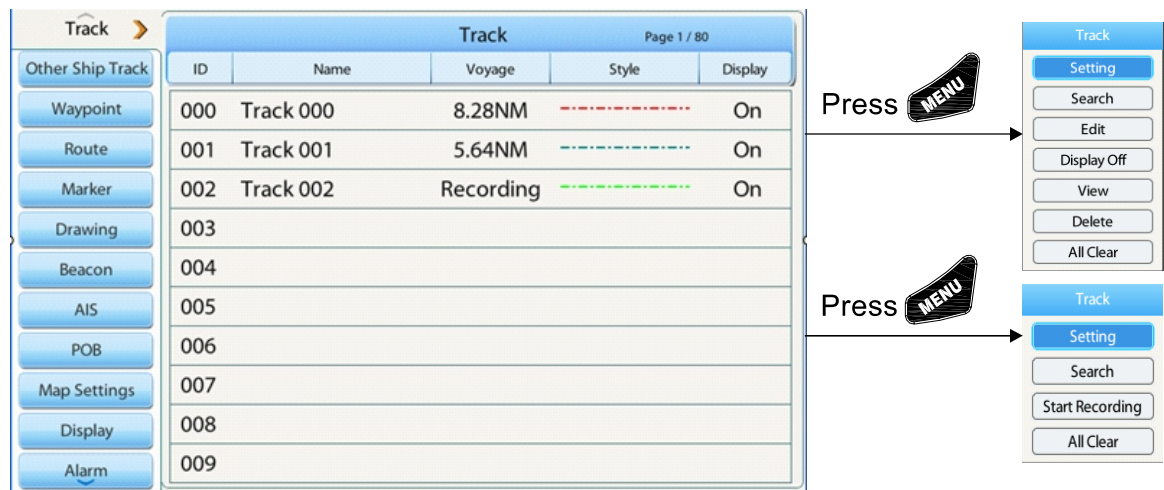 Track
Other Ship Track
Waypoint
Route
Marker
Drawing
Beacon
AIS
POB
Map Settings
Display
Alarm
Track Page 1 / 80
ID Name Voyage Style Display
000 Track 000 8.28NM On
001 Track 001 5.64NM On
002 Track 002 Recording On
003
004
005
006
007
008
009
Press MENU
Track
Setting
Search
Edit
Display Off
View
Delete
All Clear
Press MENU
Track
Setting
Search
Start Recording
All Clear